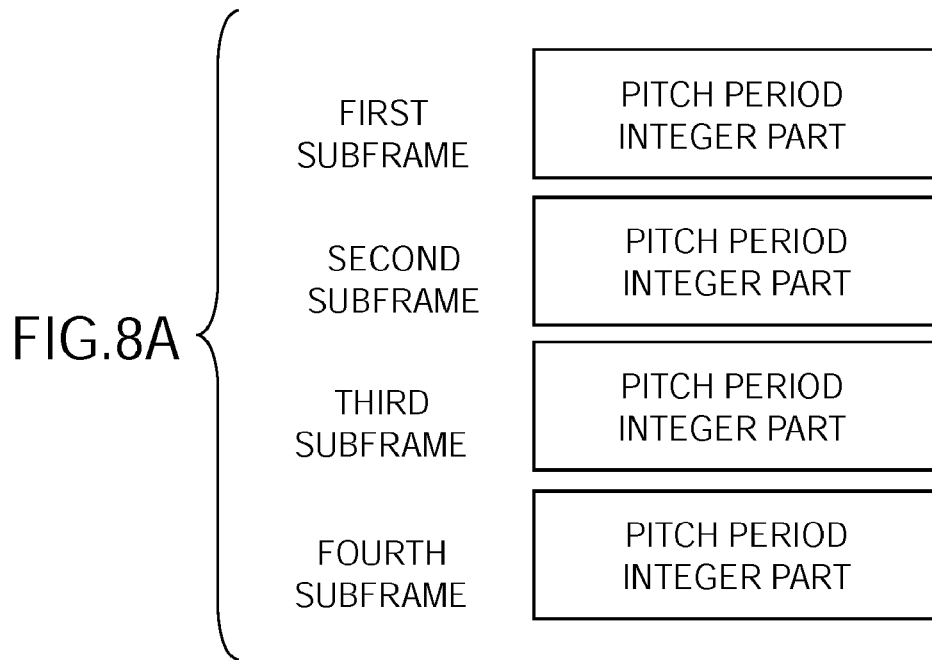 FIG.8A
FIRST
SUBFRAME
PITCH PERIOD
INTEGER PART
SECOND
SUBFRAME
PITCH PERIOD
INTEGER PART
THIRD
SUBFRAME
PITCH PERIOD
INTEGER PART
FOURTH
SUBFRAME
PITCH PERIOD
INTEGER PART